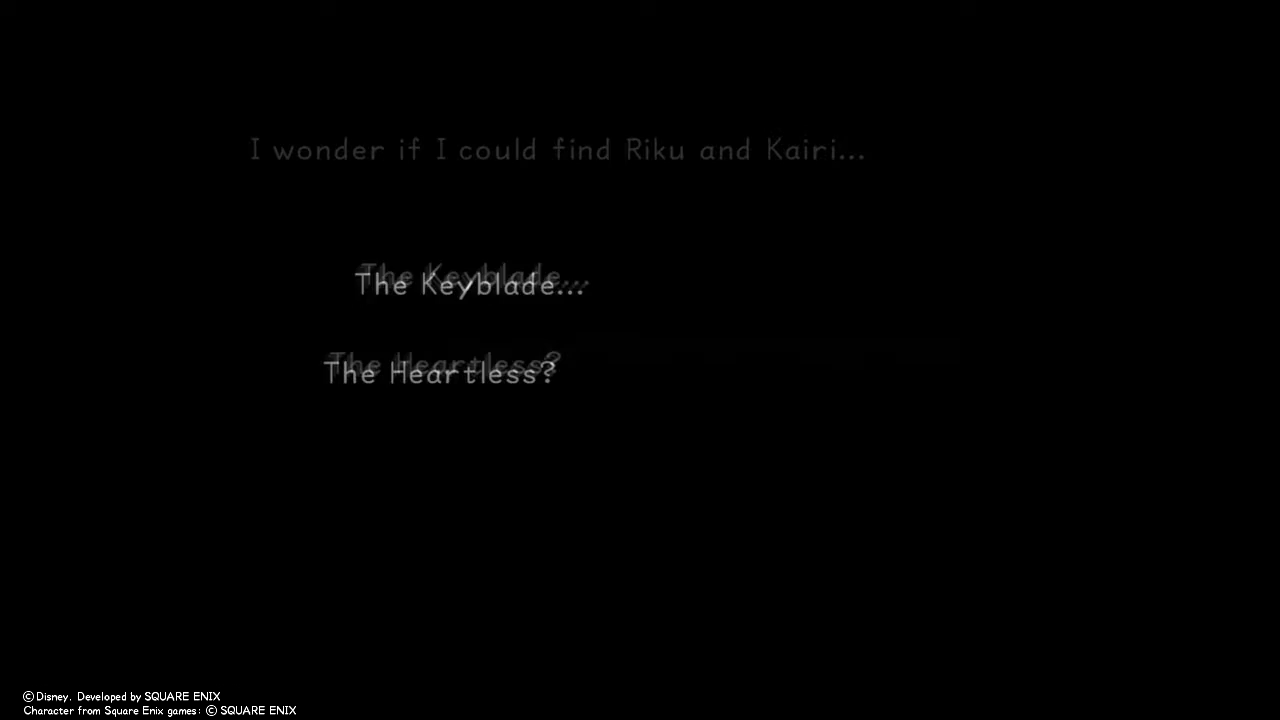 I wonder if I could find Riku and Kairi...
The Keyblade...
The Heartless?
©Disney. Developed by SQUARE ENIX
Character from Square Enix games: © SQUARE ENIX